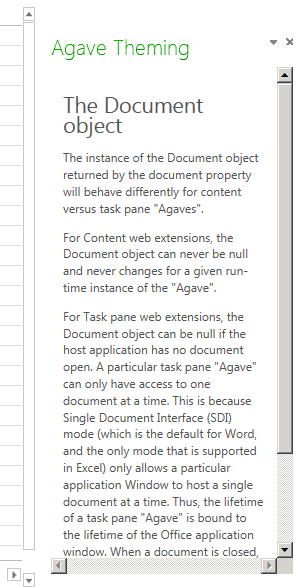 Agave Theming
The Document
object
The instance of the Document object
returned by the document property
will behave differently for content
versus task pane "Agaves".
For Content web extensions, the
Document object can never be null
and never changes for a given run-
time instance of the "Agave".
For Task pane web extensions, the
Document object can be null if the
host application has no document
open. A particular task pane "Agave"
can only have access to one
document at a time. This is because
Single Document Interface (SDI)
mode (which is the default for Word,
and the only mode that is supported
in Excel) only allows a particular
application Window to host a single
document at a time. Thus, the lifetime
of a task pane "Agave" is bound to
the lifetime of the Office application
window. When a document is closed,